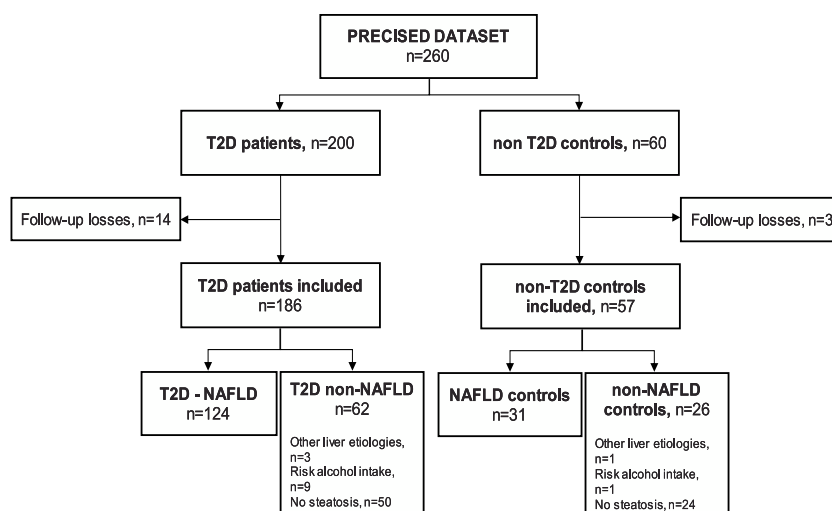 PRECISED DATASET
n=260
T2D patients, n=200
non T2D controls, n=60
Follow-up losses, n=14
Follow-up losses, n=3
T2D patients included
n=186
non-T2D controls
included, n=57
T2D - NAFLD
n=124
T2D non-NAFLD
n=62
Other liver etiologies,
n=3
Risk alcohol intake,
n=9
No steatosis, n=50
NAFLD controls
n=31
non-NAFLD
controls, n=26
Other liver etiologies,
n=1
Risk alcohol intake,
n=1
No steatosis, n=24